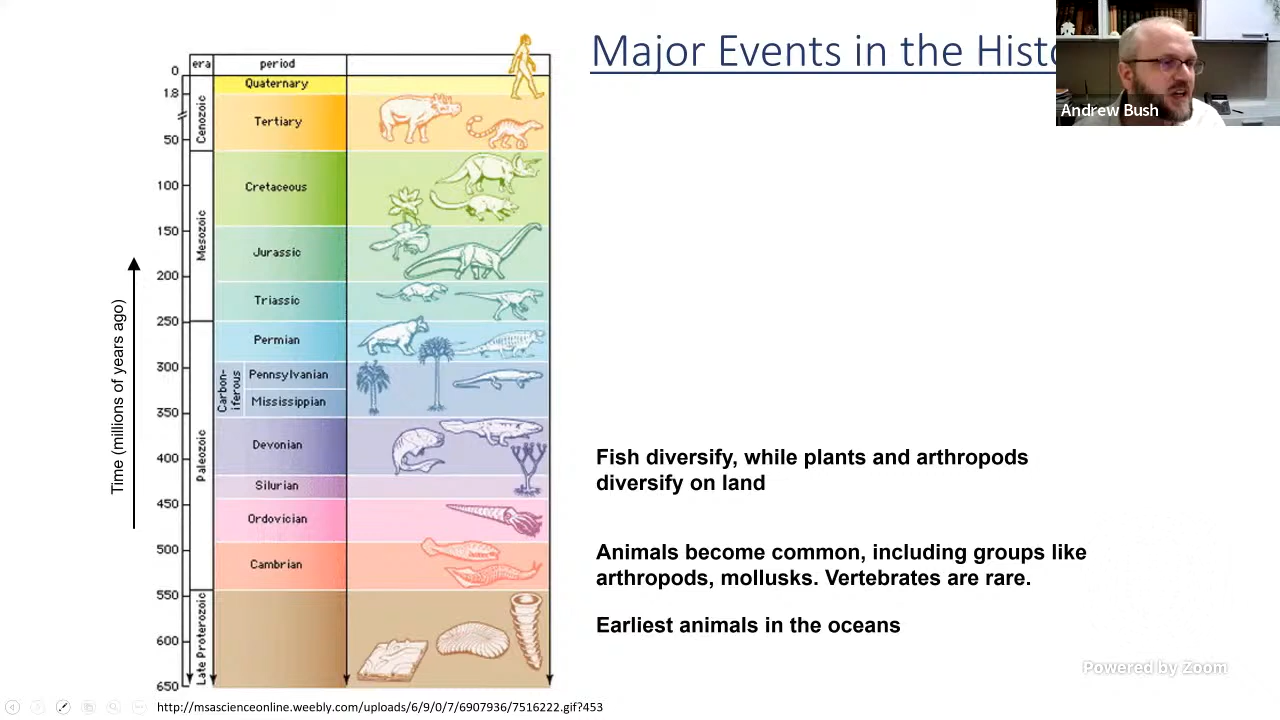 Major Events in the Histo
Andrew Bush
era
period
0
Quaternary
1.8
Cenozoic
Tertiary
50
Cretaceous
100
Mesozoic
150
Jurassic
200
Triassic
250
Permian
300
Carbon-
iferous
Pennsylvanian
Mississippian
350
Paleozoic
Devonian
400
Silurian
450
Ordovician
500
Cambrian
550
Late Proterozoic
600
650
Time (millions of years ago)
Fish diversify, while plants and arthropods
diversify on land
Animals become common, including groups like
arthropods, mollusks. Vertebrates are rare.
Earliest animals in the oceans
Powered by Zoom
http://msascienceonline.weebly.com/uploads/6/9/0/7/6907936/7516222.gif?453